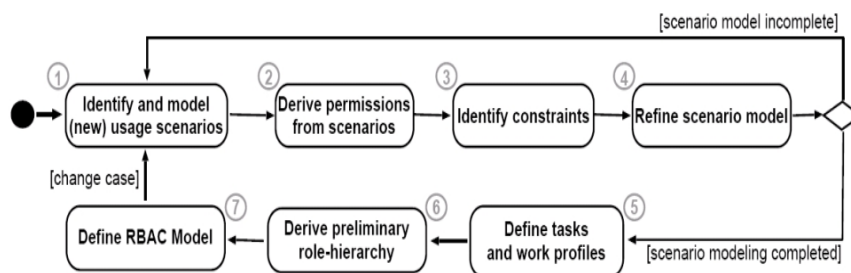 [scenario model incomplete]
1
Identify and model
(new) usage scenarios
2
Derive permissions
from scenarios
3
Identify constraints
4
Refine scenario model
[change case]
7
Define RBAC Model
6
Derive preliminary
role-hierarchy
5
Define tasks
and work profiles
[scenario modeling completed]